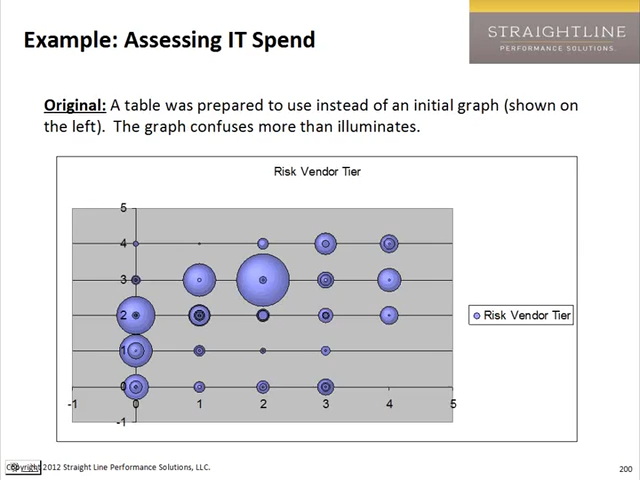 Example: Assessing IT Spend
STRAIGHTLINE
PERFORMANCE SOLUTIONS.
Original: A table was prepared to use instead of an initial graph (shown on
the left). The graph confuses more than illuminates.
Risk Vendor Tier
5
4
3
2
1
0
-1
-1 0 1 2 3 4 5
Risk Vendor Tier
Copyright 2012 Straight Line Performance Solutions, LLC.
200